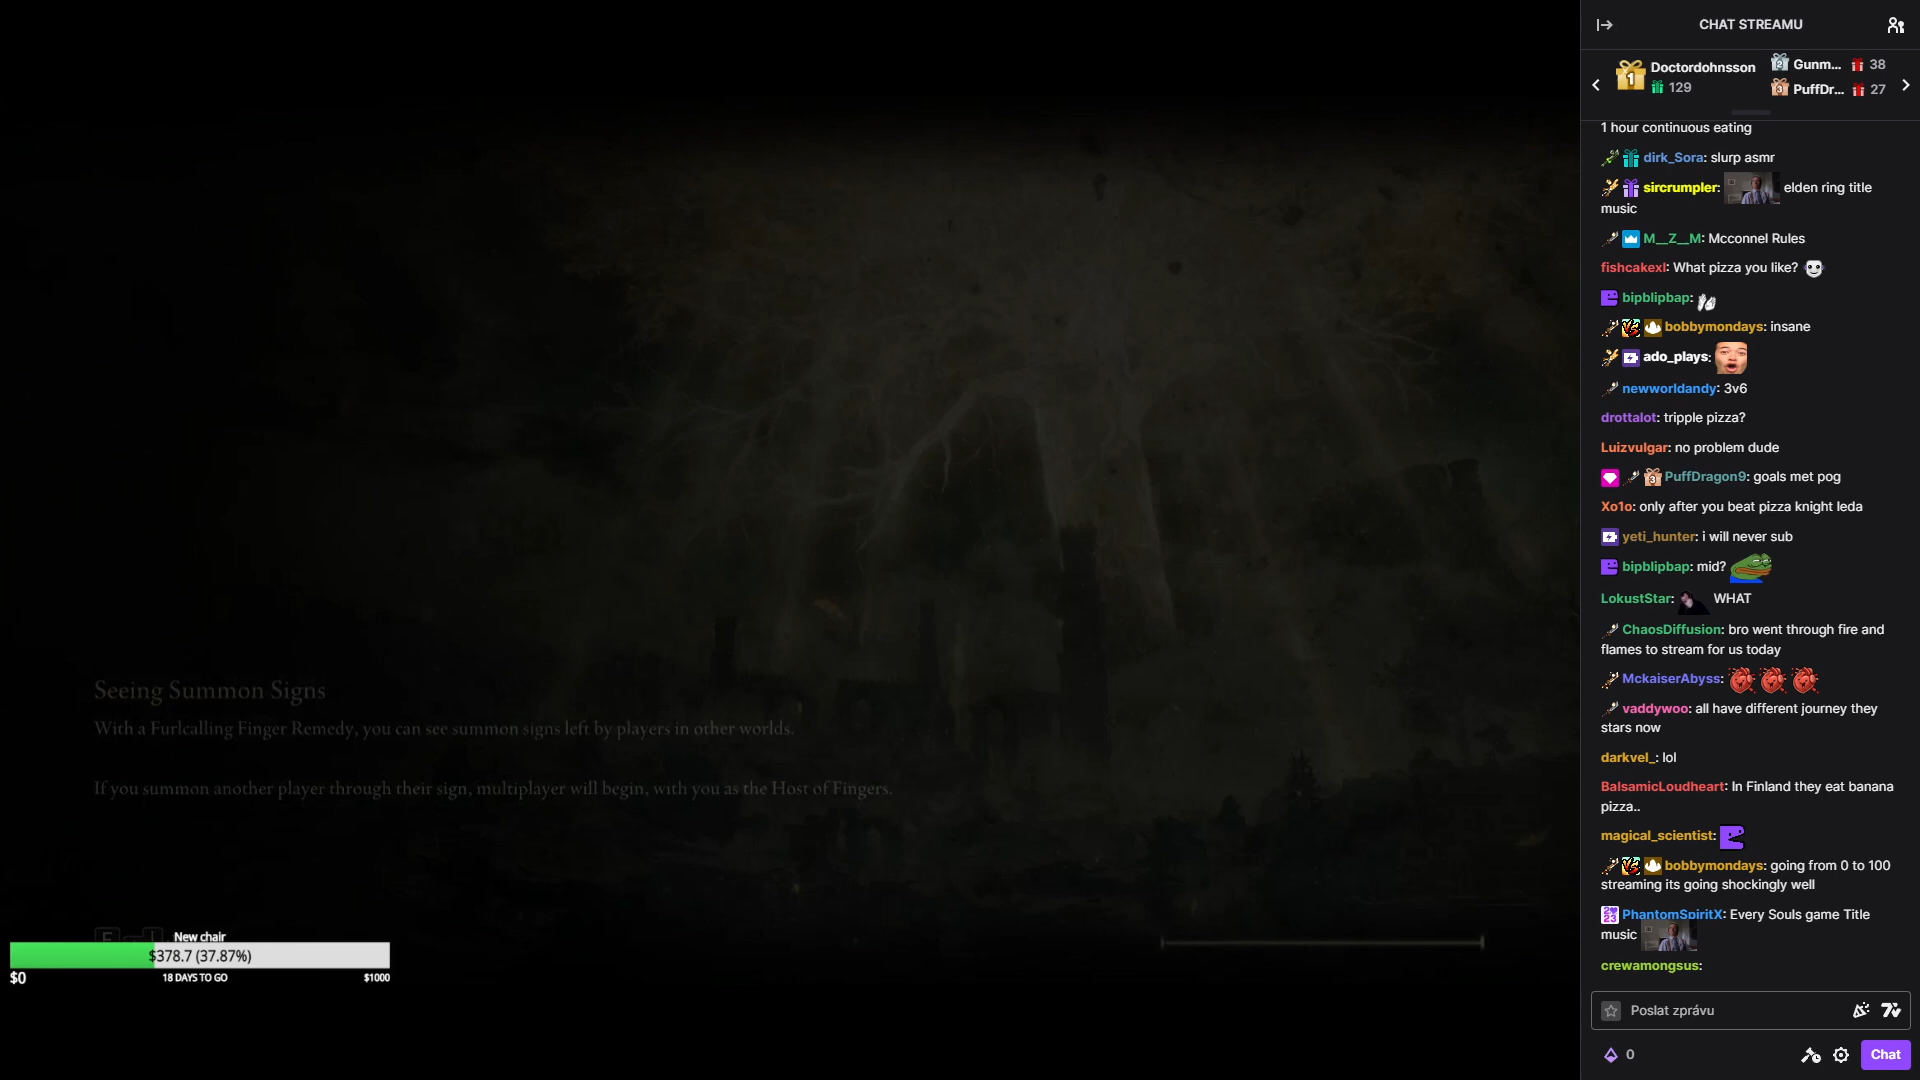 Seeing Summon Signs
With a Furlcalling Finger Remedy, you can see summon signs left by players in other worlds.
If you summon another player through their sign, multiplayer will begin, with you as the Host of Fingers.
New chair
$378.7 (37.87%)
$0
18 DAYS TO GO
$1000
CHAT STREAMU
1
Doctordohnsson
129
2
Gunm...
38
3
PuffDr...
27
1 hour continuous eating
dirk_Sora: slurp asmr
sircrumpler: elden ring title
music
M__Z__M: Mcconnel Rules
fishcakexl: What pizza you like?
bipblipbap:
bobbymondays: insane
ado_plays:
newworldandy: 3v6
drottalot: tripple pizza?
Luizvulgar: no problem dude
PuffDragon9: goals met pog
Xo1o: only after you beat pizza knight leda
yeti_hunter: i will never sub
bipblipbap: mid?
LokustStar: WHAT
ChaosDiffusion: bro went through fire and
flames to stream for us today
MckaiserAbyss:
vaddywoo: all have different journey they
stars now
darkvel_: lol
BalsamicLoudheart: In Finland they eat banana
pizza..
magical_scientist:
bobbymondays: going from 0 to 100
streaming its going shockingly well
PhantomSpiritX: Every Souls game Title
music
crewamongsus:
Poslat zprávu
0
Chat